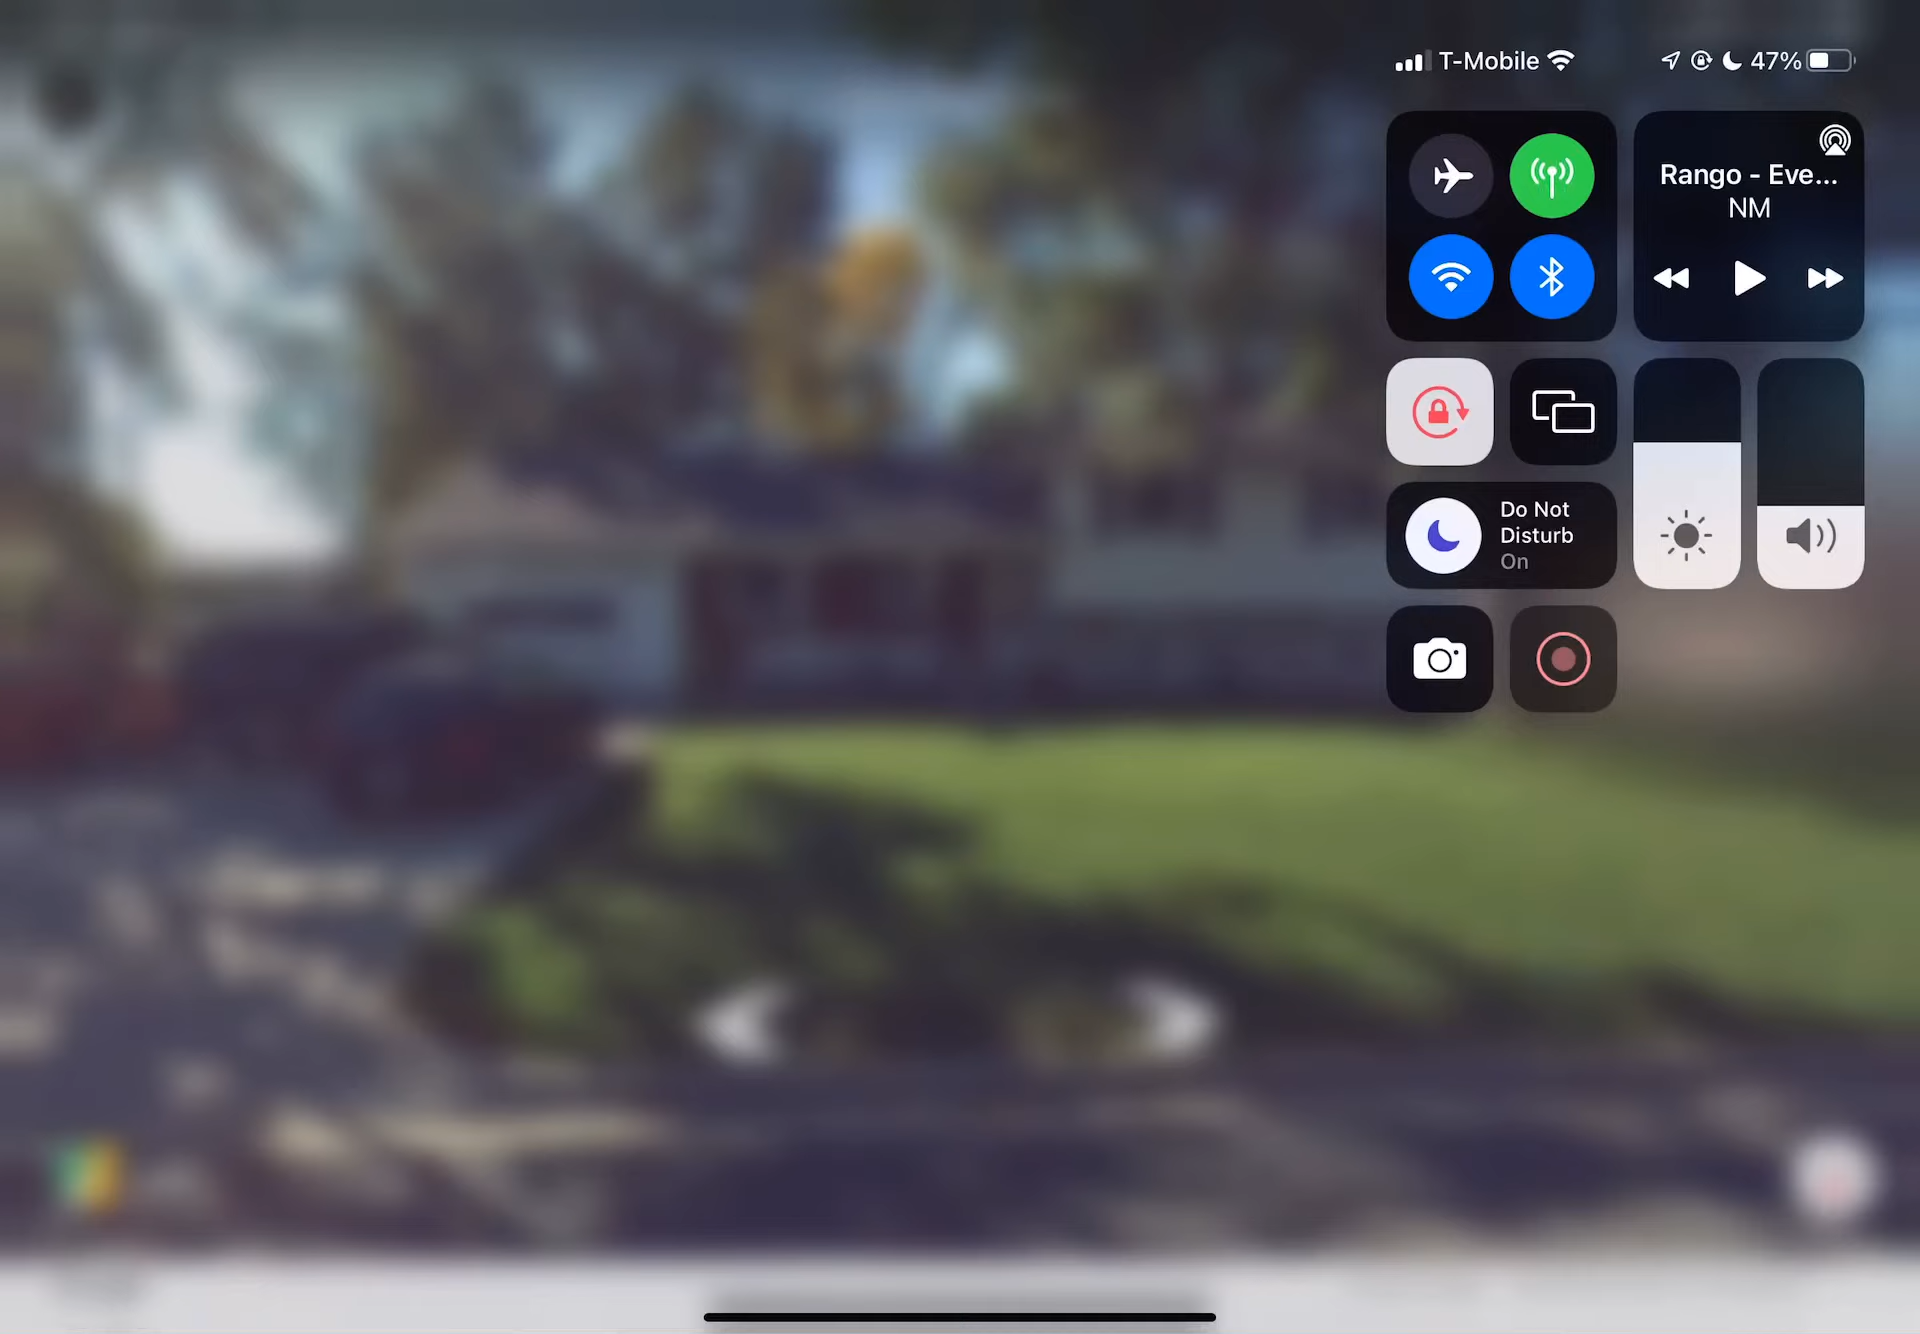 T-Mobile
47%
Rango - Eve...
NM
Do Not
Disturb
On